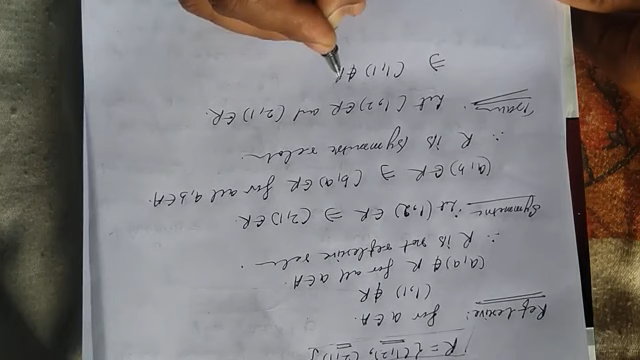 R = {(1,2), (2,1)}
Reflexive: for a ∈ A
(1,1) ∉ R
(a,a) ∉ R for all a ∈ A
∴ R is not reflexive reln.
Symmetric: let (1,2) ∈ R ⇒ (2,1) ∈ R
(a,b) ∈ R ⇒ (b,a) ∈ R for all a,b ∈ A.
∴ R is symmetric reln.
Trans: let (1,2) ∈ R and (2,1) ∈ R
⇒ (1,1) ∉ R